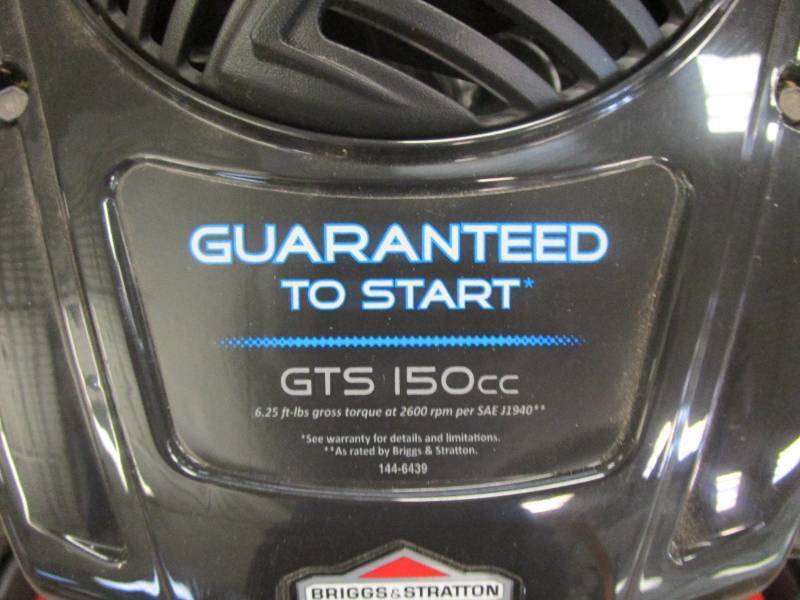 GUARANTEED
TO START*
GTS 150cc
6.25 ft-lbs gross torque at 2600 rpm per SAE J1940**
*See warranty for details and limitations.
**As rated by Briggs & Stratton.
144-6439
BRIGGS & STRATTON